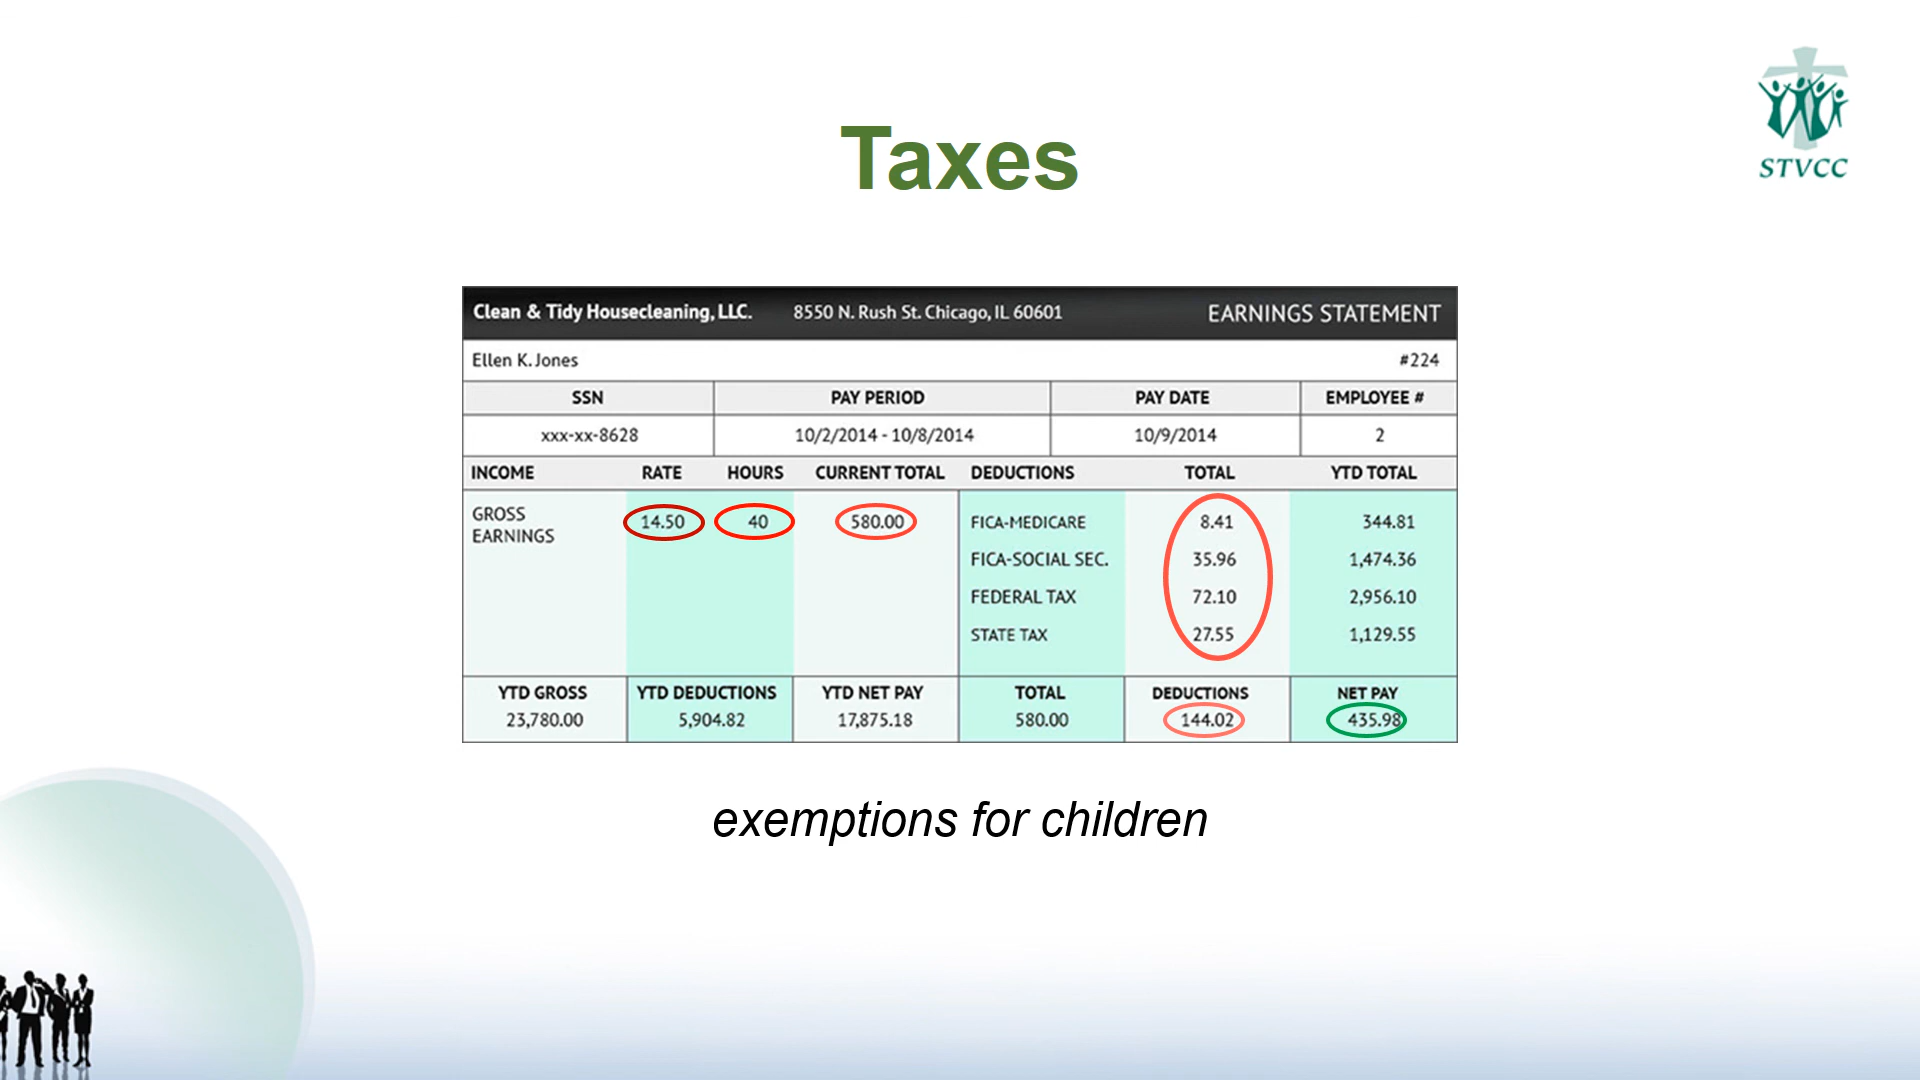 STVCC
Taxes
Clean & Tidy Housecleaning, LLC. 8550 N. Rush St. Chicago, IL 60601 EARNINGS STATEMENT
Ellen K. Jones #224
SSN PAY PERIOD PAY DATE EMPLOYEE #
xxx-xx-8628 10/2/2014 - 10/8/2014 10/9/2014 2
INCOME RATE HOURS CURRENT TOTAL DEDUCTIONS TOTAL YTD TOTAL
GROSS EARNINGS 14.50 40 580.00 FICA-MEDICARE 8.41 344.81
FICA-SOCIAL SEC. 35.96 1,474.36
FEDERAL TAX 72.10 2,956.10
STATE TAX 27.55 1,129.55
YTD GROSS YTD DEDUCTIONS YTD NET PAY TOTAL DEDUCTIONS NET PAY
23,780.00 5,904.82 17,875.18 580.00 144.02 435.98
exemptions for children